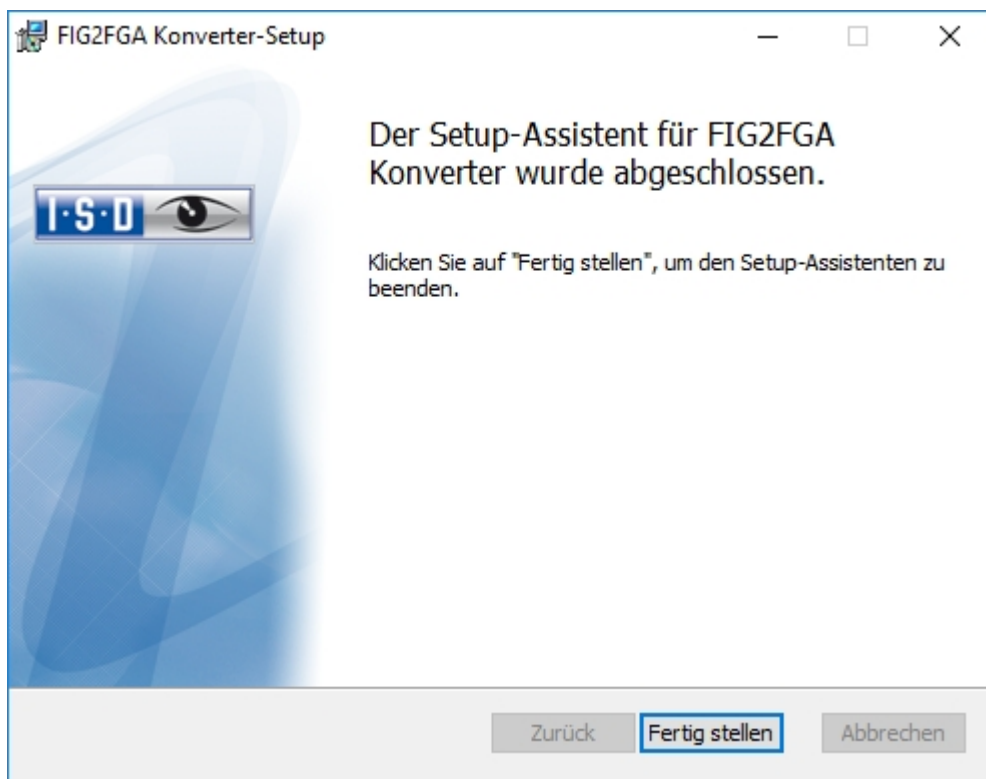 FIG2FGA Konverter-Setup
Der Setup-Assistent für FIG2FGA
Konverter wurde abgeschlossen.
I·S·D
Klicken Sie auf "Fertig stellen", um den Setup-Assistenten zu
beenden.
Zurück
Fertig stellen
Abbrechen